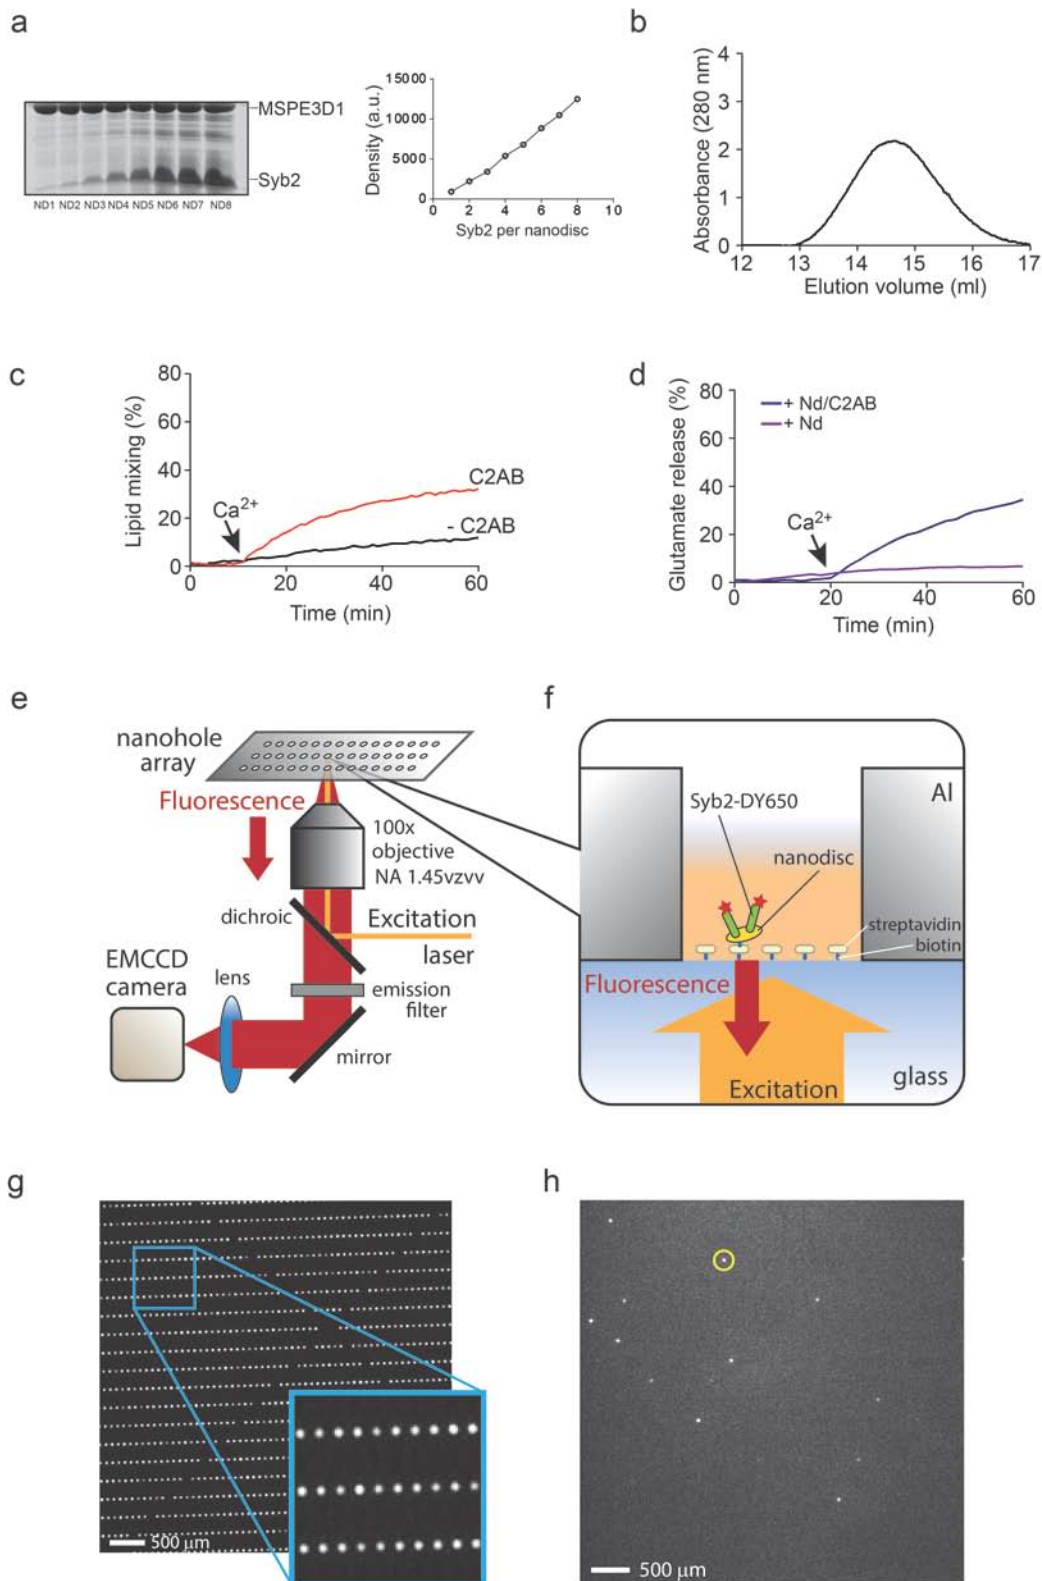 a
MSPE3D1
Syb2
ND1 ND2 ND3 ND4 ND5 ND6 ND7 ND8
Density (a.u.)
15000
10000
5000
0
0 2 4 6 8 10
Syb2 per nanodisc
b
Absorbance (280 nm)
4
3
2
1
0
12 13 14 15 16 17
Elution volume (ml)
c
Lipid mixing (%)
80
60
40
20
0
Ca2+
C2AB
- C2AB
0 20 40 60
Time (min)
d
Glutamate release (%)
80
60
40
20
0
+ Nd/C2AB
+ Nd
Ca2+
0 20 40 60
Time (min)
e
nanohole
array
Fluorescence
100x
objective
NA 1.45vzvv
dichroic
Excitation
laser
EMCCD
camera
lens
emission
filter
mirror
f
Al
Syb2-DY650
nanodisc
streptavidin
biotin
Fluorescence
Excitation
glass
g
500 µm
h
500 µm